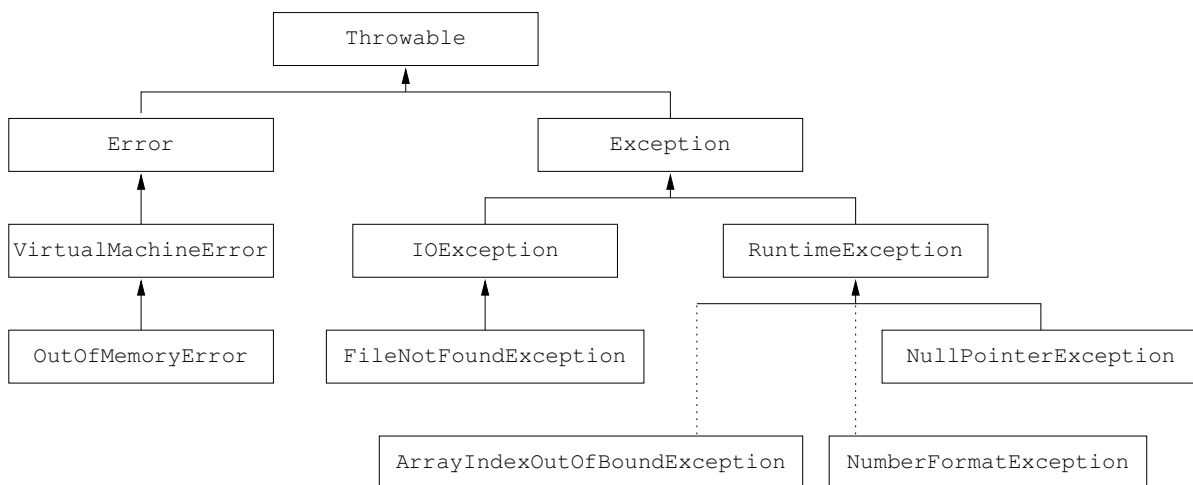 Throwable
Error
Exception
VirtualMachineError
IOException
RuntimeException
OutOfMemoryError
FileNotFoundException
NullPointerException
ArrayIndexOutOfBoundException
NumberFormatException